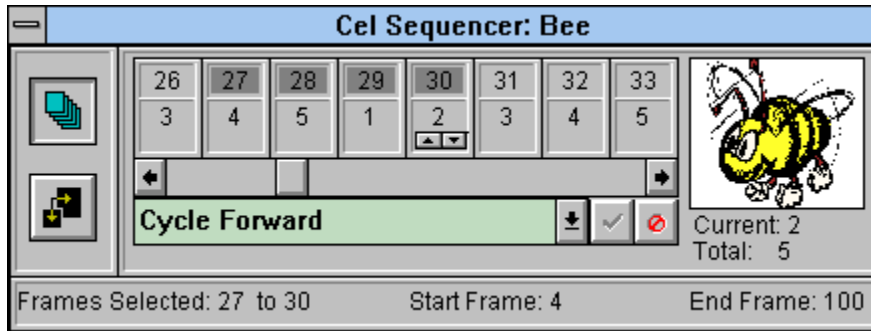 Cel Sequencer: Bee
26 27 28 29 30 31 32 33
3 4 5 1 2 3 4 5
Cycle Forward
Current: 2
Total: 5
Frames Selected: 27 to 30 Start Frame: 4 End Frame: 100